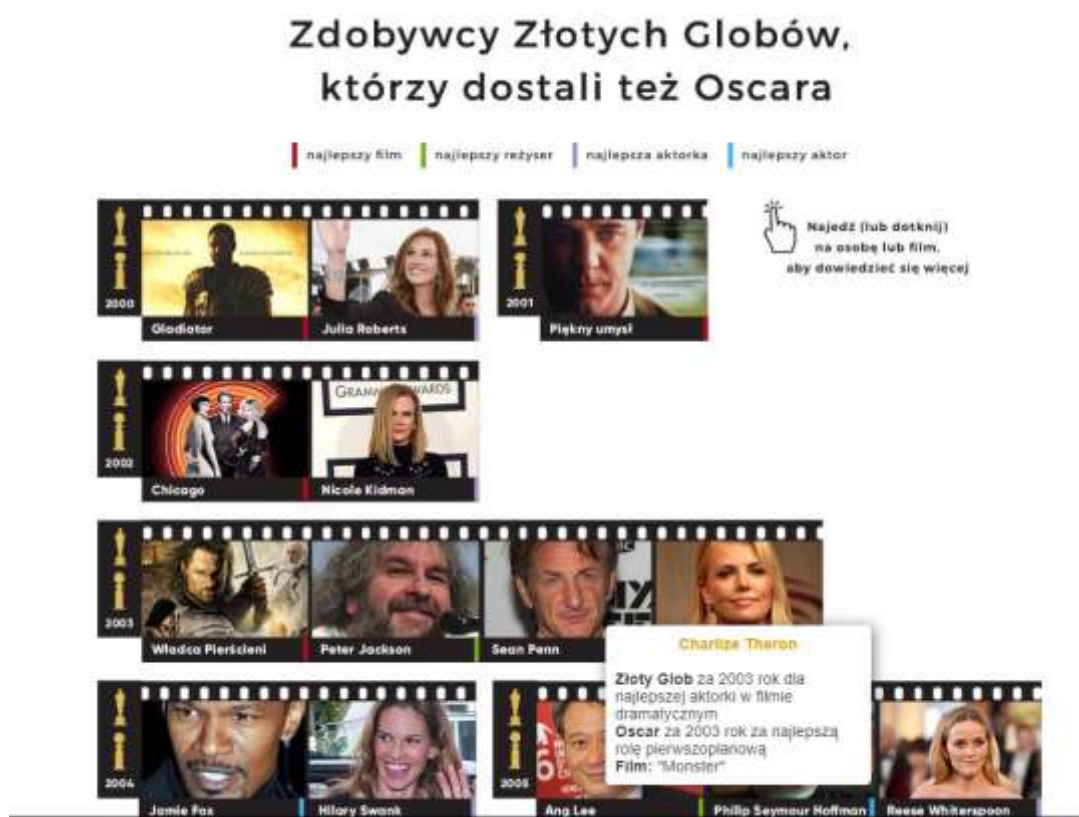 Zdobywcy Złotych Globów,
którzy dostali też Oscara
najlepszy film
najlepszy reżyser
najlepsza aktorka
najlepszy aktor
Najedź (lub dotknij)
na osobę lub film,
aby dowiedzieć się więcej
2000
Gladiator
Julia Roberts
2001
Piękny umysł
GRAMMY AWARDS
2002
Chicago
Nicole Kidman
2003
Władca Pierścieni
Peter Jackson
Sean Penn
Charlize Theron
Złoty Glob za 2003 rok dla
najlepszej aktorki w filmie
dramatycznym
Oscar za 2003 rok za najlepszą
rolę pierwszoplanową
Film: "Monster"
2004
Jamie Fox
Hilary Swank
2005
Ang Lee
Philip Seymour Hoffman
Reese Whiterspoon